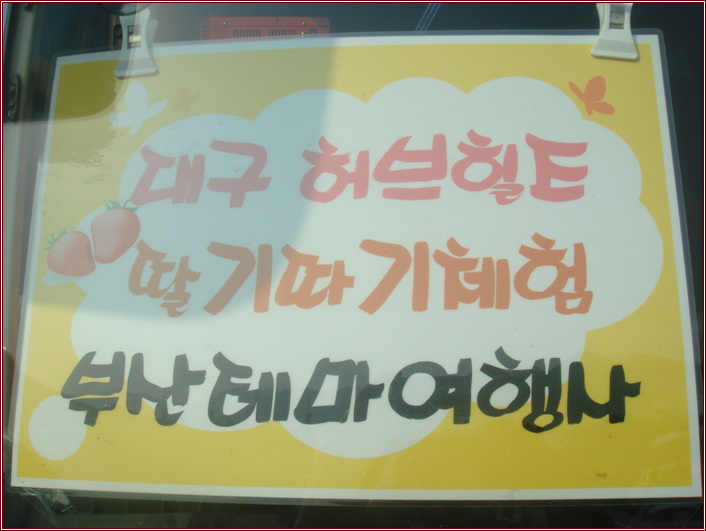 대구 허브힐즈
딸기따기체험
부산테마여행사